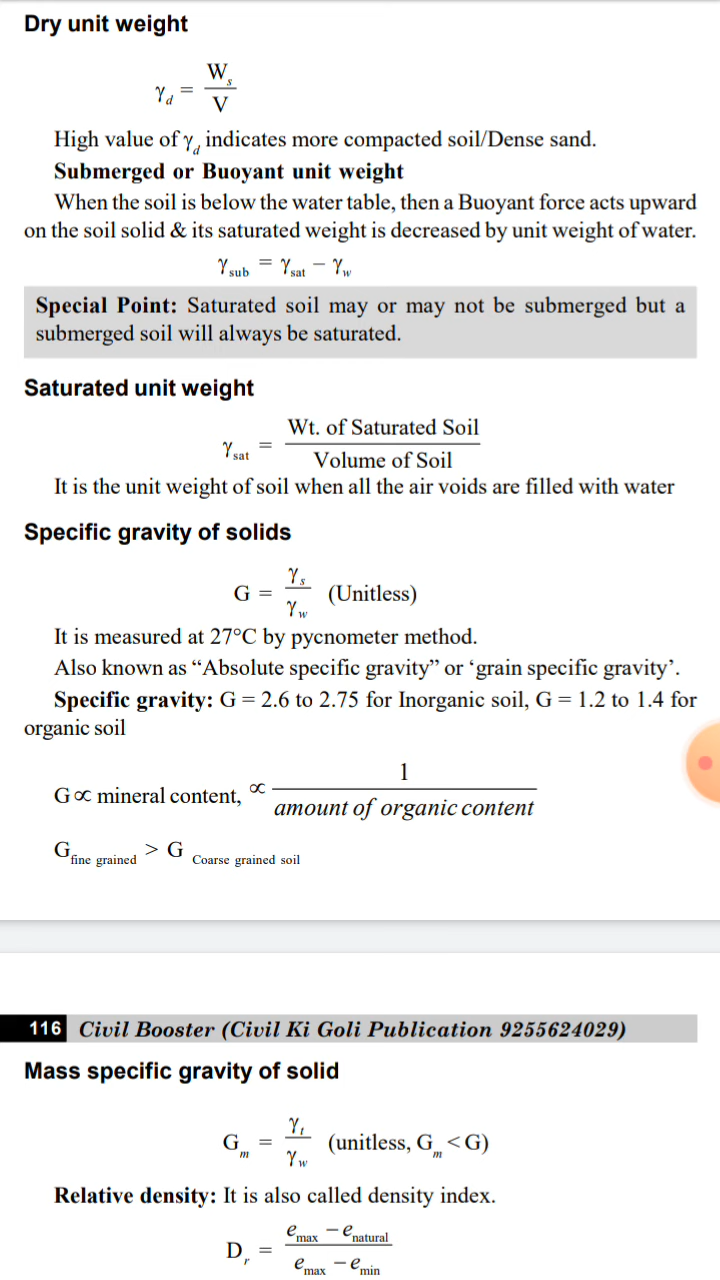 Dry unit weight
γd = Ws / V
High value of γd indicates more compacted soil/Dense sand.
Submerged or Buoyant unit weight
When the soil is below the water table, then a Buoyant force acts upward
on the soil solid & its saturated weight is decreased by unit weight of water.
γsub = γsat − γw
Special Point: Saturated soil may or may not be submerged but a
submerged soil will always be saturated.
Saturated unit weight
γsat = Wt. of Saturated Soil / Volume of Soil
It is the unit weight of soil when all the air voids are filled with water
Specific gravity of solids
G = γs / γw (Unitless)
It is measured at 27°C by pycnometer method.
Also known as “Absolute specific gravity” or ‘grain specific gravity’.
Specific gravity: G = 2.6 to 2.75 for Inorganic soil, G = 1.2 to 1.4 for
organic soil
G ∝ mineral content, ∝ 1 / amount of organic content
Gfine grained > G Coarse grained soil
116 Civil Booster (Civil Ki Goli Publication 9255624029)
Mass specific gravity of solid
Gm = γt / γw (unitless, Gm < G)
Relative density: It is also called density index.
Dr = emax − enatural / emax − emin